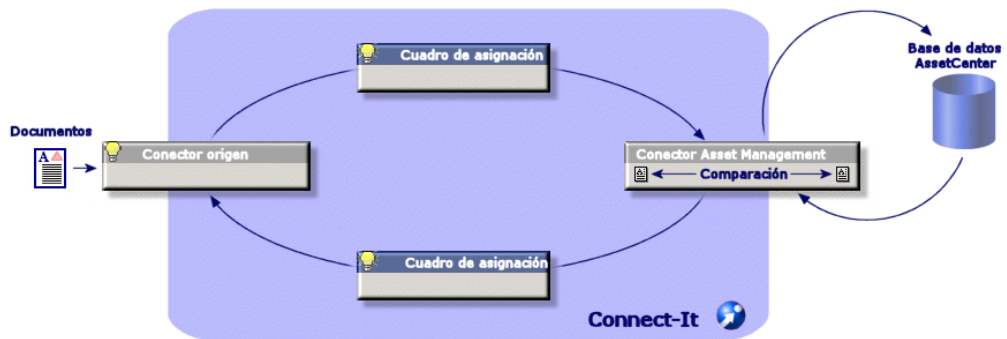 Cuadro de asignación
Base de datos
AssetCenter
Documentos
A
Conector origen
Conector Asset Management
Comparación
Cuadro de asignación
Connect-It